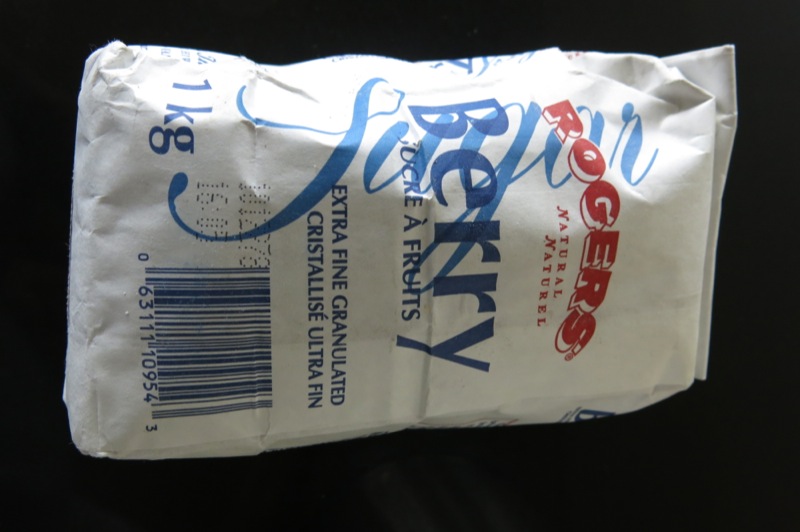 ROGERS®
NATURAL
NATUREL
Berry
Sugar
SUCRE À FRUITS
EXTRA FINE GRANULATED
CRISTALLISÉ ULTRA FIN
1 kg
0 63111 10954 3